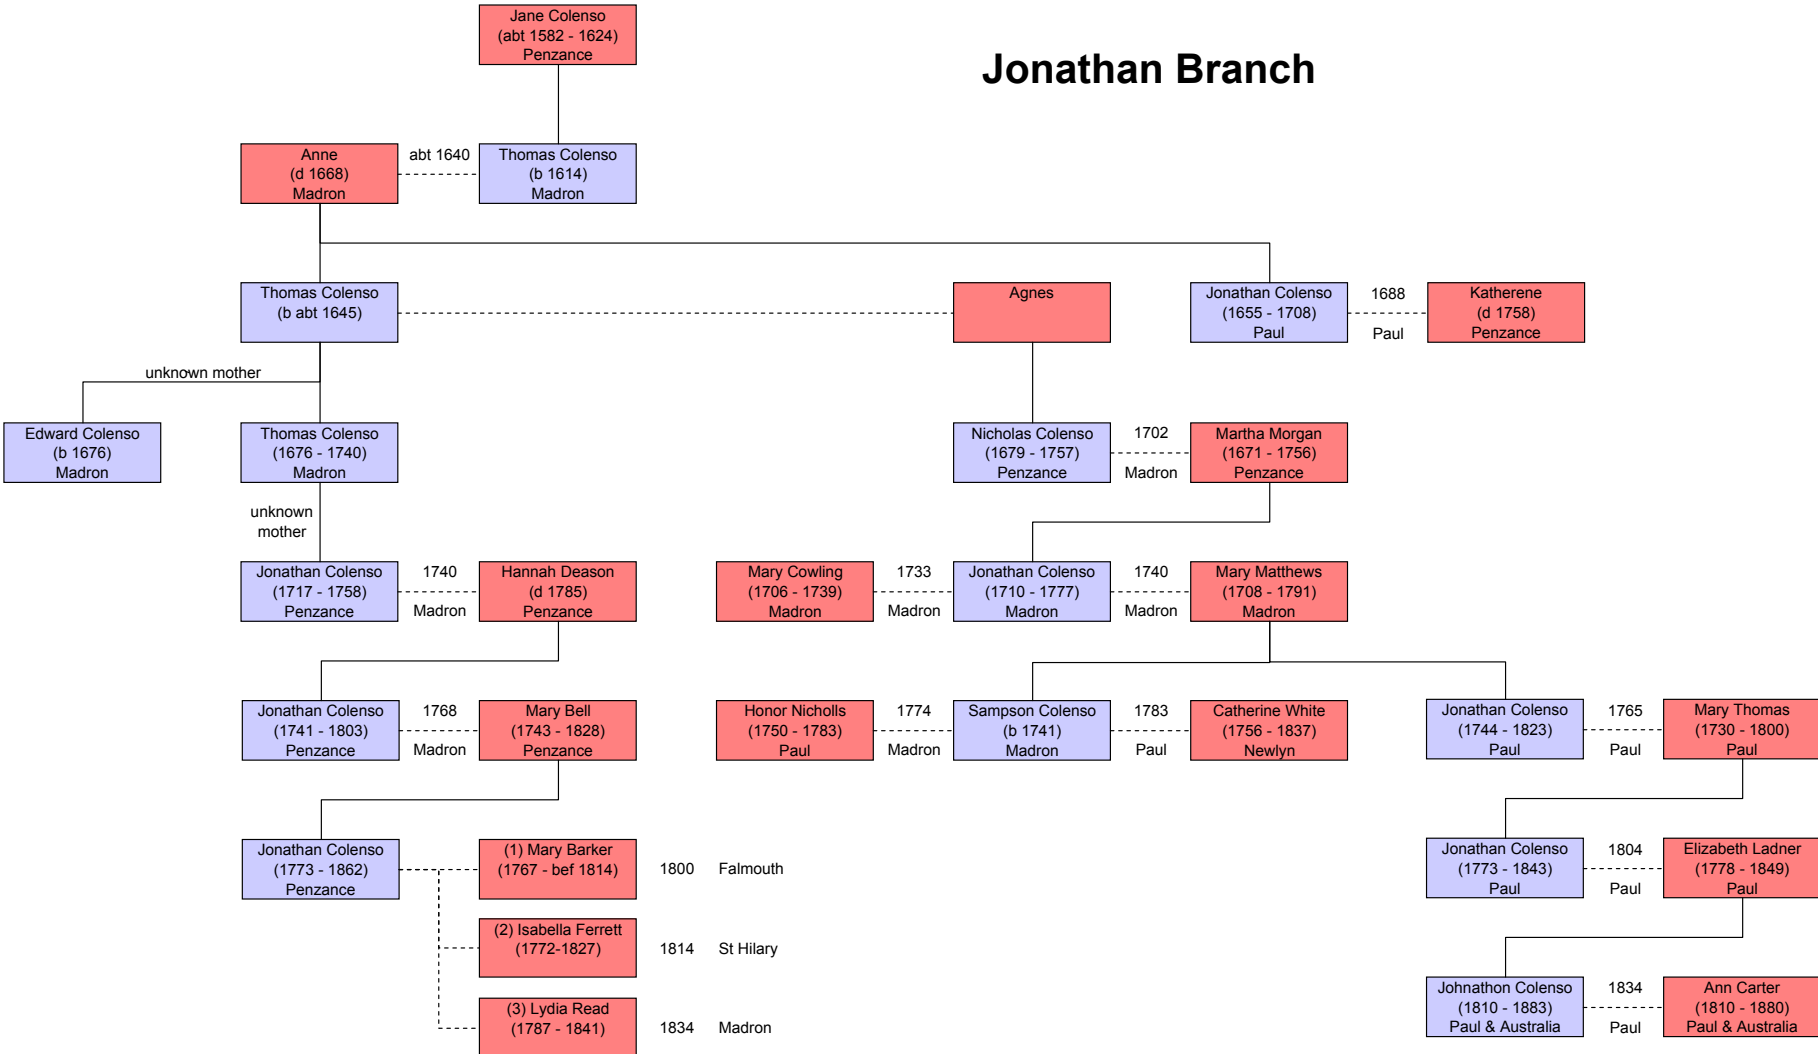 Jane Colenso
(abt 1582 - 1624)
Penzance
Jonathan Branch
Anne
(d 1668)
Madron
abt 1640
Thomas Colenso
(b 1614)
Madron
Thomas Colenso
(b abt 1645)
Agnes
Jonathan Colenso
(1655 - 1708)
Paul
1688
Paul
Katherene
(d 1758)
Penzance
unknown mother
Edward Colenso
(b 1676)
Madron
Thomas Colenso
(1676 - 1740)
Madron
Nicholas Colenso
(1679 - 1757)
Penzance
1702
Madron
Martha Morgan
(1671 - 1756)
Penzance
unknown
mother
Jonathan Colenso
(1717 - 1758)
Penzance
1740
Madron
Hannah Deason
(d 1785)
Penzance
Mary Cowling
(1706 - 1739)
Madron
1733
Madron
Jonathan Colenso
(1710 - 1777)
Madron
1740
Madron
Mary Matthews
(1708 - 1791)
Madron
Jonathan Colenso
(1741 - 1803)
Penzance
1768
Madron
Mary Bell
(1743 - 1828)
Penzance
Honor Nicholls
(1750 - 1783)
Paul
1774
Madron
Sampson Colenso
(b 1741)
Madron
1783
Paul
Catherine White
(1756 - 1837)
Newlyn
Jonathan Colenso
(1744 - 1823)
Paul
1765
Paul
Mary Thomas
(1730 - 1800)
Paul
Jonathan Colenso
(1773 - 1862)
Penzance
(1) Mary Barker
(1767 - bef 1814)
1800 Falmouth
Jonathan Colenso
(1773 - 1843)
Paul
1804
Paul
Elizabeth Ladner
(1778 - 1849)
Paul
(2) Isabella Ferrett
(1772-1827)
1814 St Hilary
(3) Lydia Read
(1787 - 1841)
1834 Madron
Johnathon Colenso
(1810 - 1883)
Paul & Australia
1834
Paul
Ann Carter
(1810 - 1880)
Paul & Australia